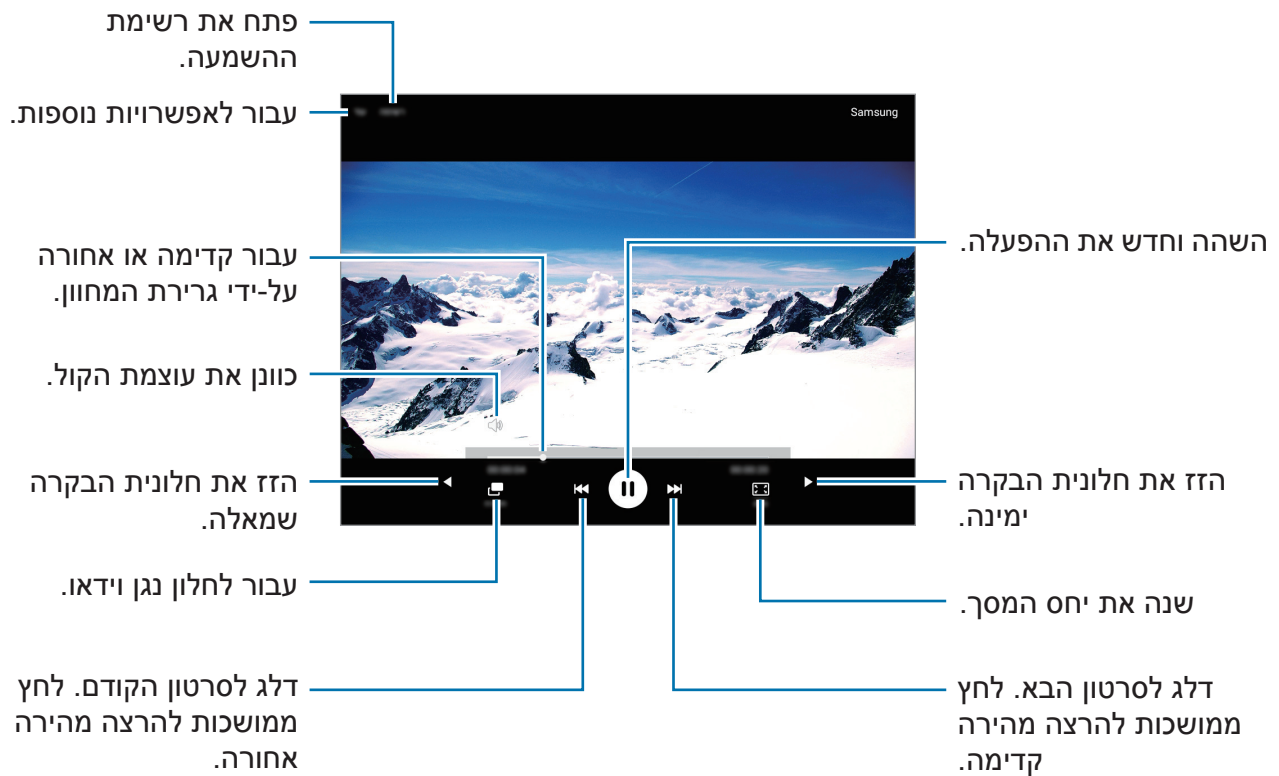 פתח את רשימת
ההשמעה.
עבור לאפשרויות נוספות.
Samsung
עבור קדימה או אחורה
על-ידי גרירת המחוון.
השהה וחדש את ההפעלה.
כוונן את עוצמת הקול.
הזז את חלונית הבקרה
שמאלה.
הזז את חלונית הבקרה
ימינה.
עבור לחלון נגן וידאו.
שנה את יחס המסך.
דלג לסרטון הקודם. לחץ
ממושכות להרצה מהירה
אחורה.
דלג לסרטון הבא. לחץ
ממושכות להרצה מהירה
קדימה.